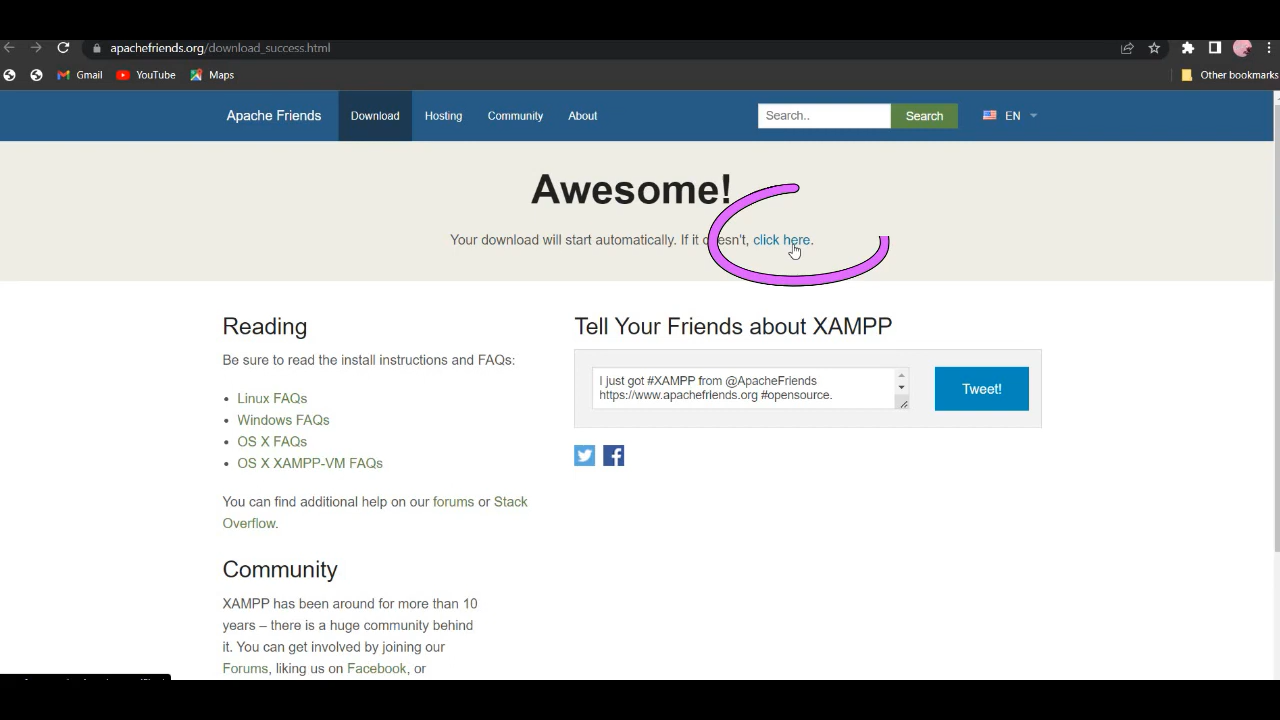 apachefriends.org/download_success.html
Gmail YouTube Maps Other bookmarks
Apache Friends Download Hosting Community About Search.. Search EN
Awesome!
Your download will start automatically. If it doesn't, click here.
Reading
Be sure to read the install instructions and FAQs:
Linux FAQs
Windows FAQs
OS X FAQs
OS X XAMPP-VM FAQs
You can find additional help on our forums or Stack
Overflow.
Community
XAMPP has been around for more than 10
years – there is a huge community behind
it. You can get involved by joining our
Forums, liking us on Facebook, or
Tell Your Friends about XAMPP
I just got #XAMPP from @ApacheFriends
https://www.apachefriends.org #opensource.
Tweet!